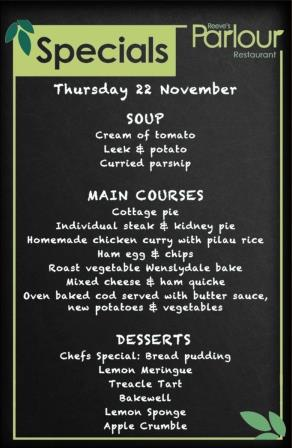 Specials
Reeve's
Parlour
Restaurant
Thursday 22 November
SOUP
Cream of tomato
Leek & potato
Curried parsnip
MAIN COURSES
Cottage pie
Individual steak & kidney pie
Homemade chicken curry with pilau rice
Ham egg & chips
Roast vegetable Wenslydale bake
Mixed cheese & ham quiche
Oven baked cod served with butter sauce,
new potatoes & vegetables
DESSERTS
Chefs Special: Bread pudding
Lemon Meringue
Treacle Tart
Bakewell
Lemon Sponge
Apple Crumble